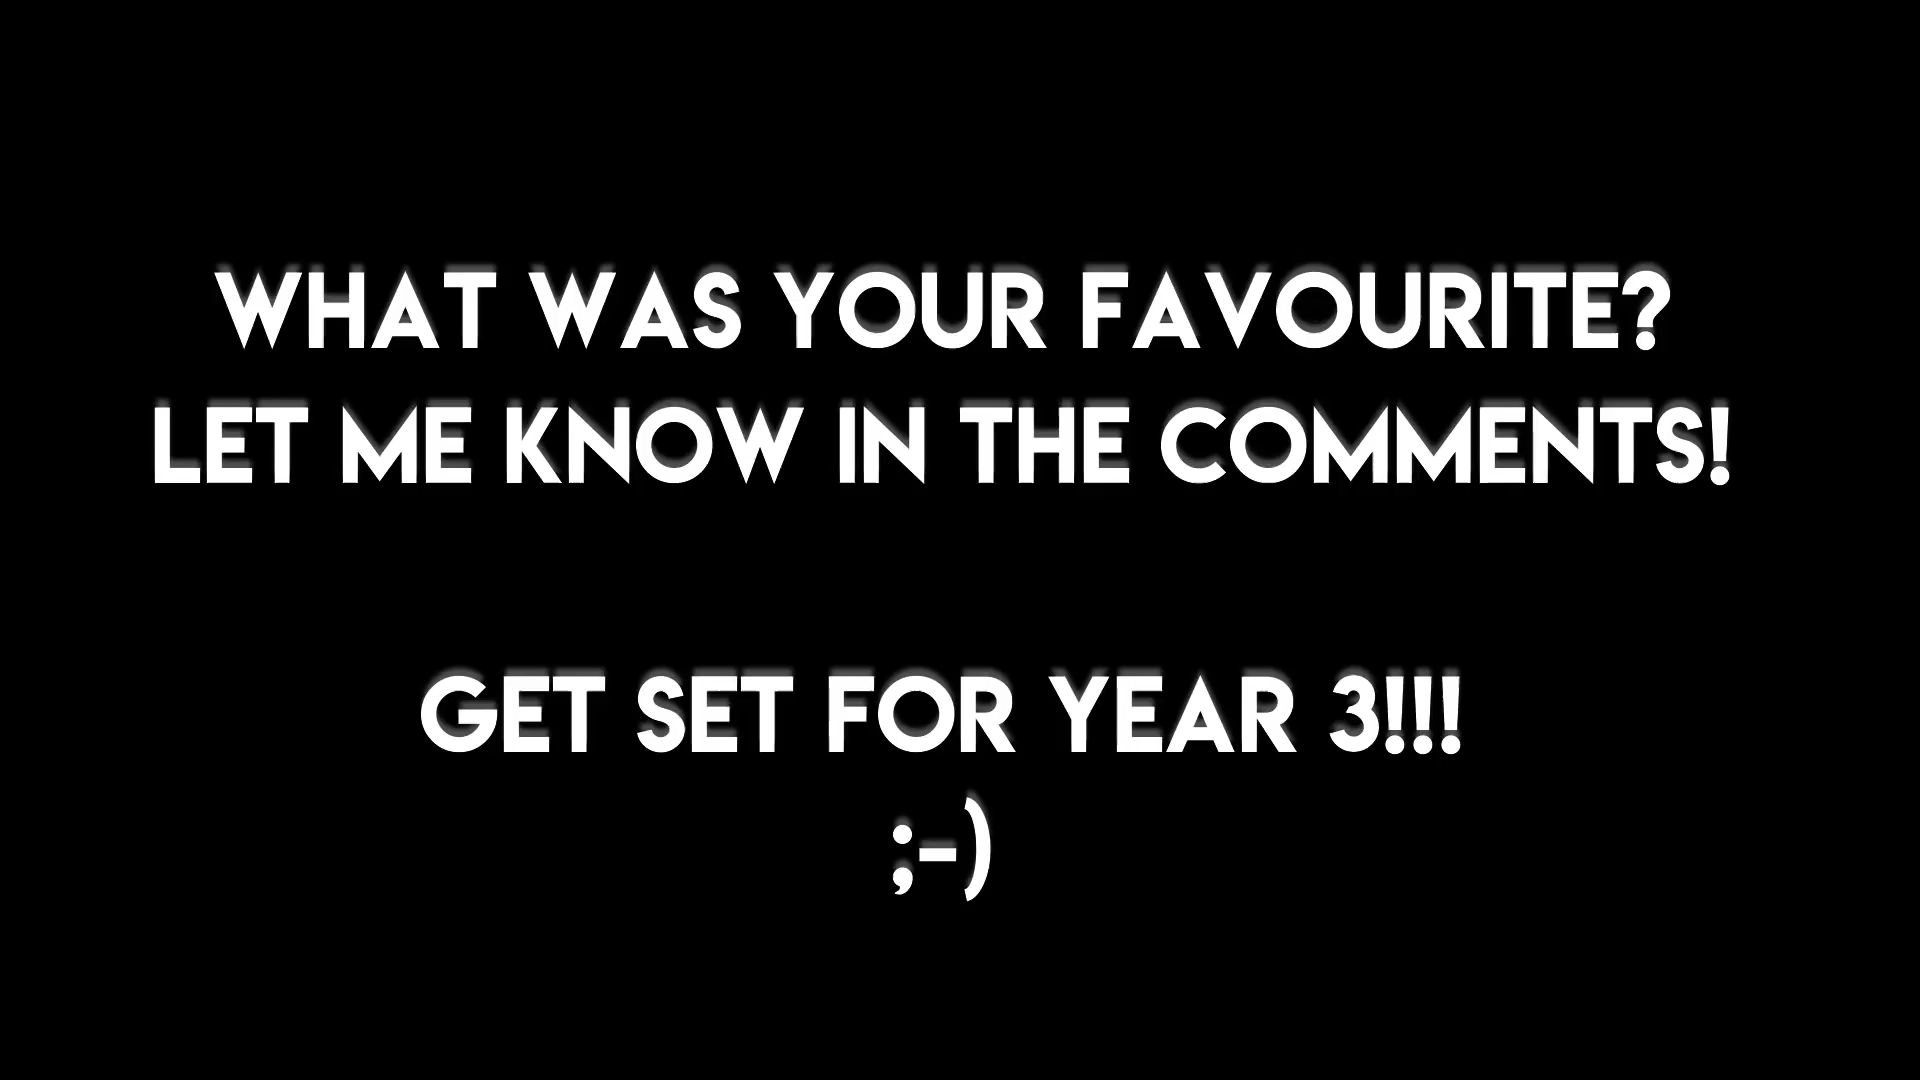 WHAT WAS YOUR FAVOURITE?
LET ME KNOW IN THE COMMENTS!
GET SET FOR YEAR 3!!!
;-)